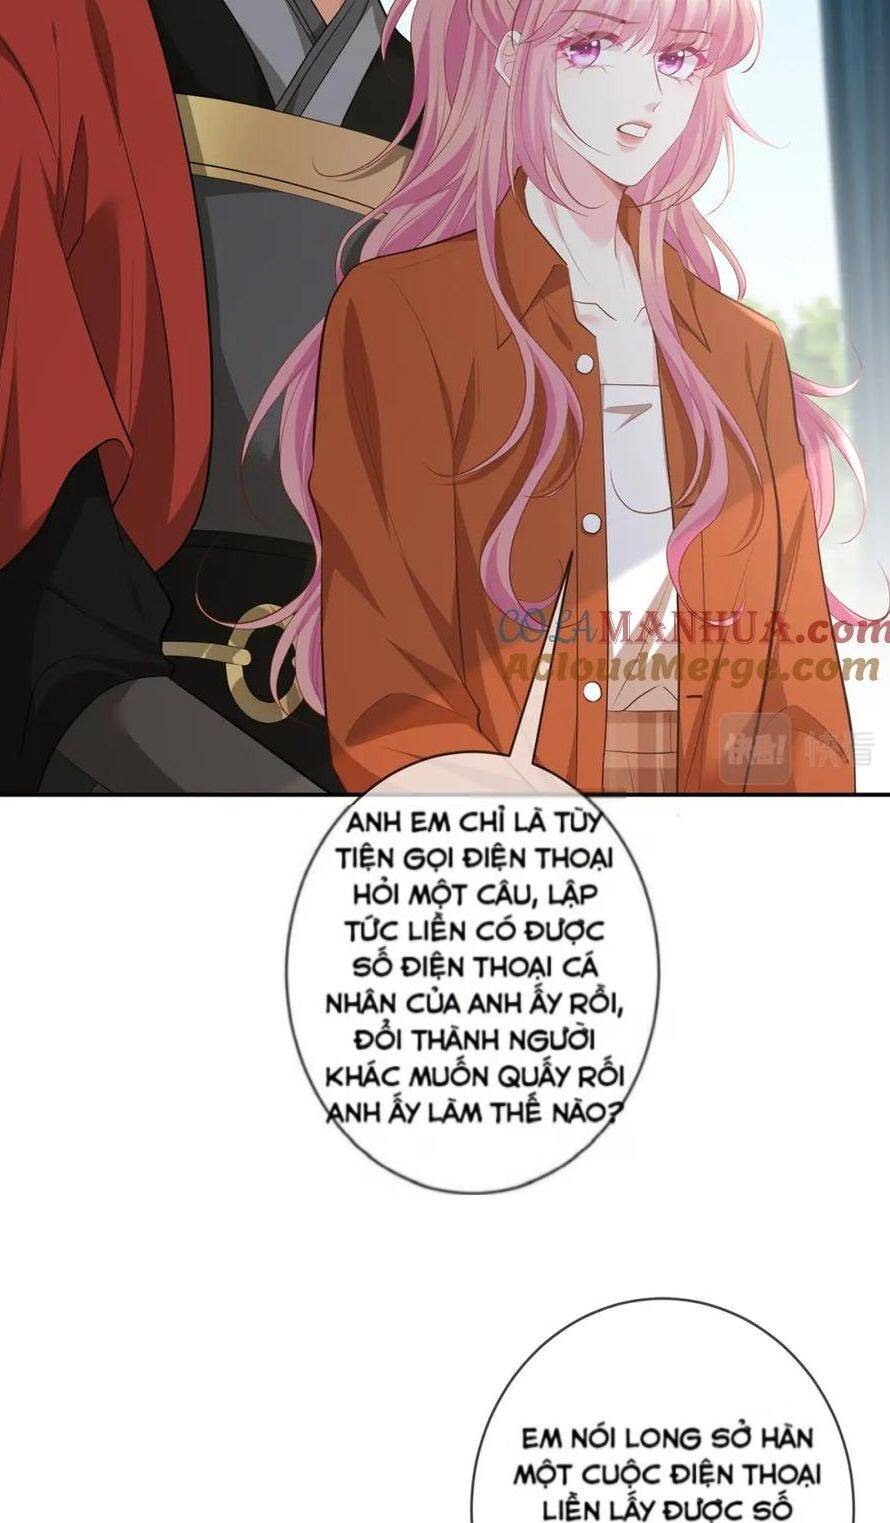 COLAMANHUA.com
ACloudMerge.com
快看! 快看
ANH EM CHỈ LÀ TÙY
TIỆN GỌI ĐIỆN THOẠI
HỎI MỘT CÂU, LẬP
TỨC LIỀN CÓ ĐƯỢC
SỐ ĐIỆN THOẠI CÁ
NHÂN CỦA ANH ẤY RỒI,
ĐỔI THÀNH NGƯỜI
KHÁC MUỐN QUẤY RỐI
ANH ẤY LÀM THẾ NÀO?
EM NÓI LONG SỞ HÀN
MỘT CUỘC ĐIỆN THOẠI
LIỀN LẤY ĐƯỢC SỐ